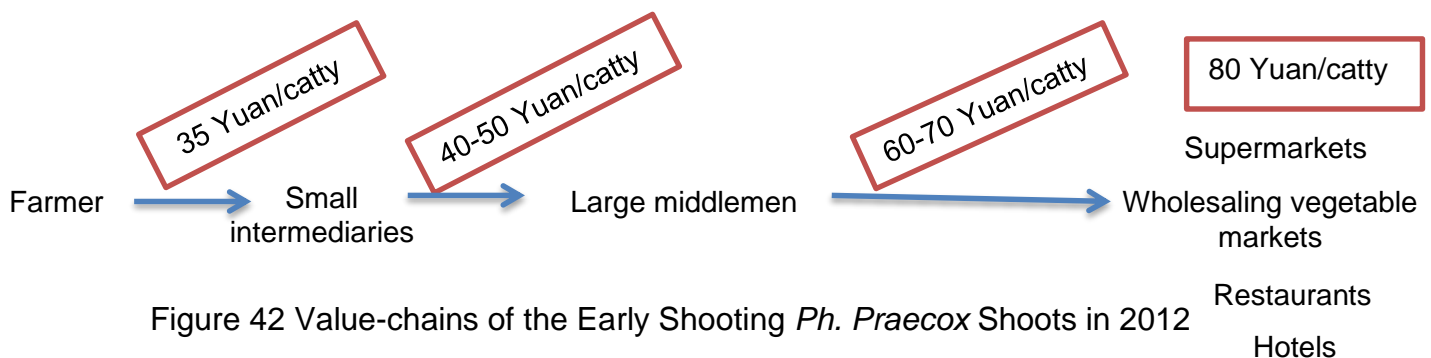 35 Yuan/catty
40-50 Yuan/catty
60-70 Yuan/catty
80 Yuan/catty
Supermarkets
Farmer
Small
intermediaries
Large middlemen
Wholesaling vegetable
markets
Restaurants
Hotels
Figure 42 Value-chains of the Early Shooting Ph. Praecox Shoots in 2012